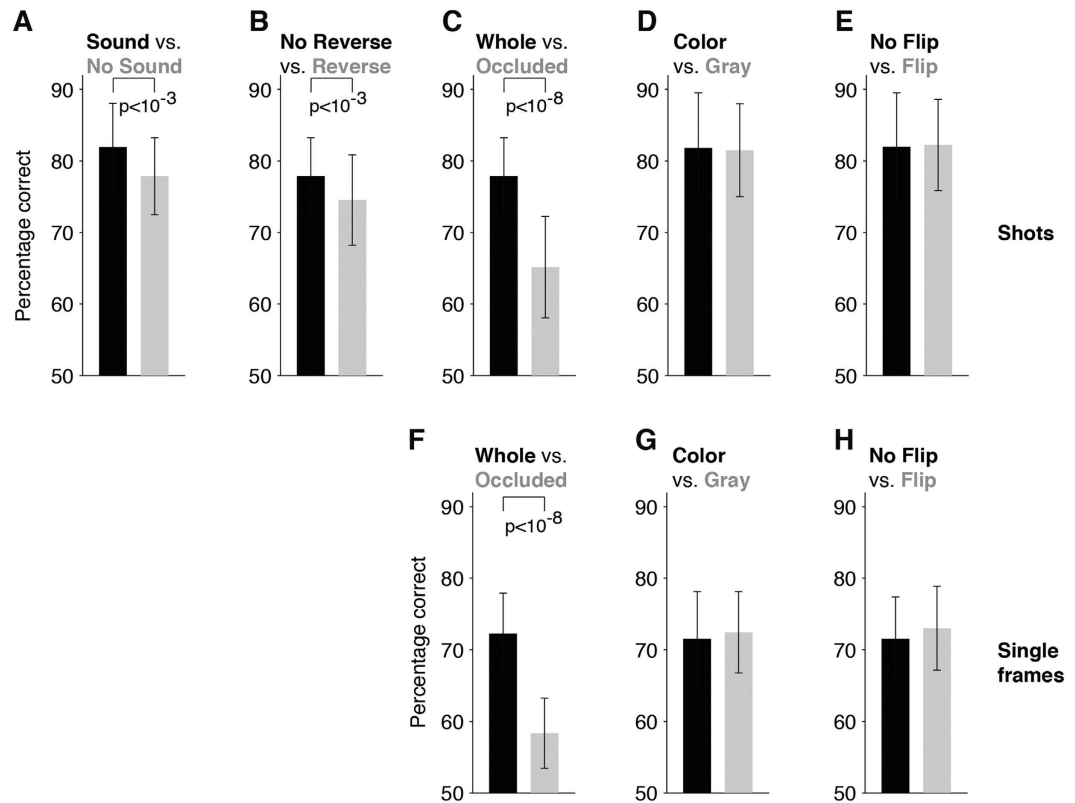 A
Sound vs.
No Sound
p<10-3
B
No Reverse
vs. Reverse
p<10-3
C
Whole vs.
Occluded
p<10-8
D
Color
vs. Gray
E
No Flip
vs. Flip
Percentage correct
90
80
70
60
50
90
80
70
60
50
90
80
70
60
50
90
80
70
60
50
90
80
70
60
50
Shots
F
Whole vs.
Occluded
p<10-8
G
Color
vs. Gray
H
No Flip
vs. Flip
Percentage correct
90
80
70
60
50
90
80
70
60
50
90
80
70
60
50
Single
frames